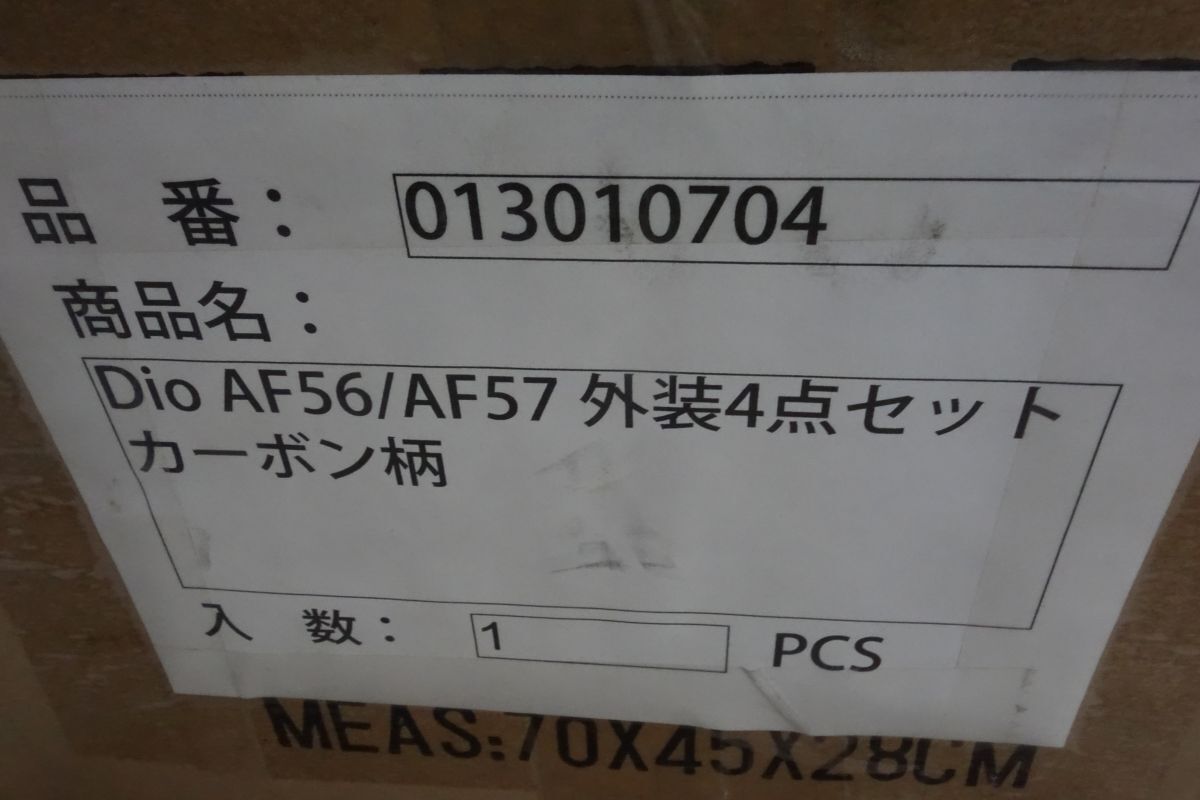 品 番：013010704
商品名：
Dio AF56/AF57 外装4点セット
カーボン柄
入 数：1 PCS
MEAS:70X45X28CM